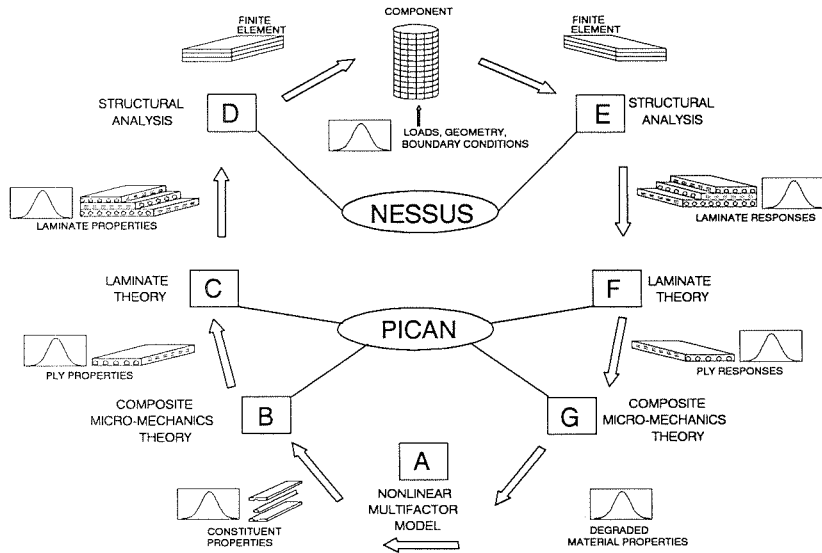 FINITE
ELEMENT
COMPONENT
FINITE
ELEMENT
STRUCTURAL
ANALYSIS
D
LOADS, GEOMETRY,
BOUNDARY CONDITIONS
E
STRUCTURAL
ANALYSIS
NESSUS
LAMINATE PROPERTIES
LAMINATE RESPONSES
LAMINATE
THEORY
C
F
LAMINATE
THEORY
PICAN
PLY PROPERTIES
PLY RESPONSES
COMPOSITE
MICRO-MECHANICS
THEORY
B
G
COMPOSITE
MICRO-MECHANICS
THEORY
A
NONLINEAR
MULTIFACTOR
MODEL
CONSTITUENT
PROPERTIES
DEGRADED
MATERIAL PROPERTIES